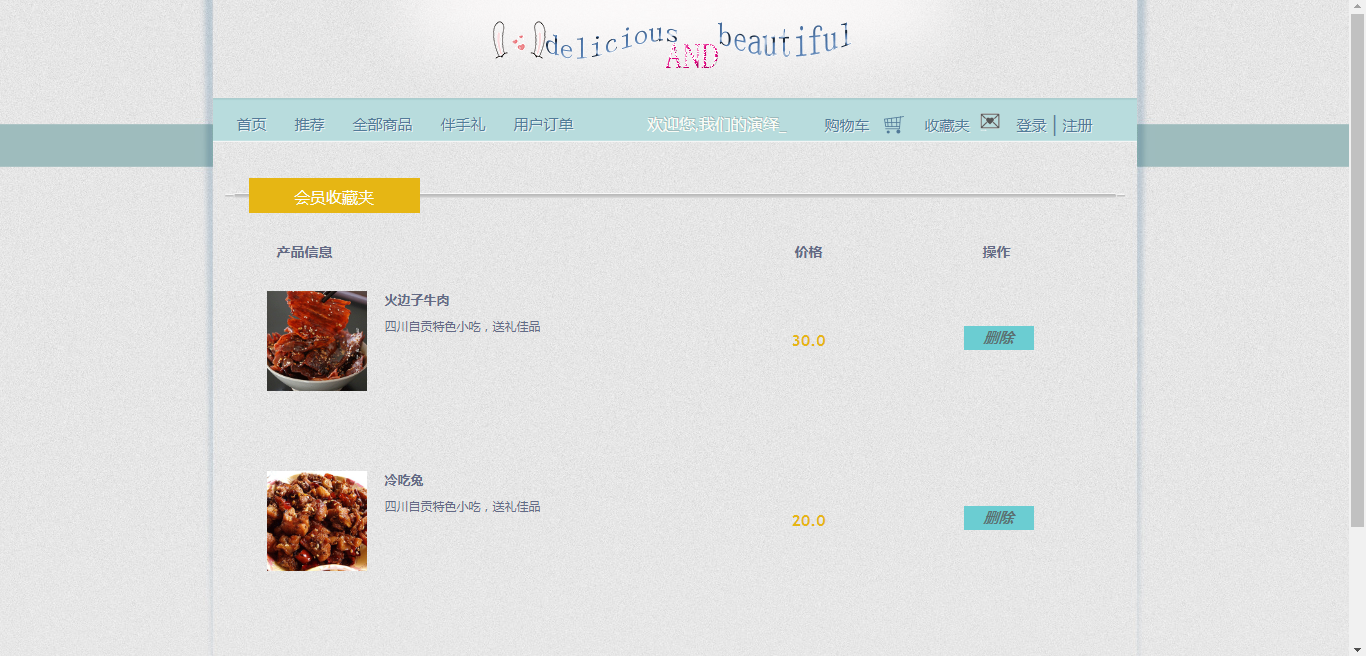 delicious AND beautiful
首页 推荐 全部商品 伴手礼 用户订单 欢迎您,我们的演绎_ 购物车 收藏夹 登录 | 注册
会员收藏夹
产品信息 价格 操作
火边子牛肉
四川自贡特色小吃，送礼佳品
30.0 删除
冷吃兔
四川自贡特色小吃，送礼佳品
20.0 删除